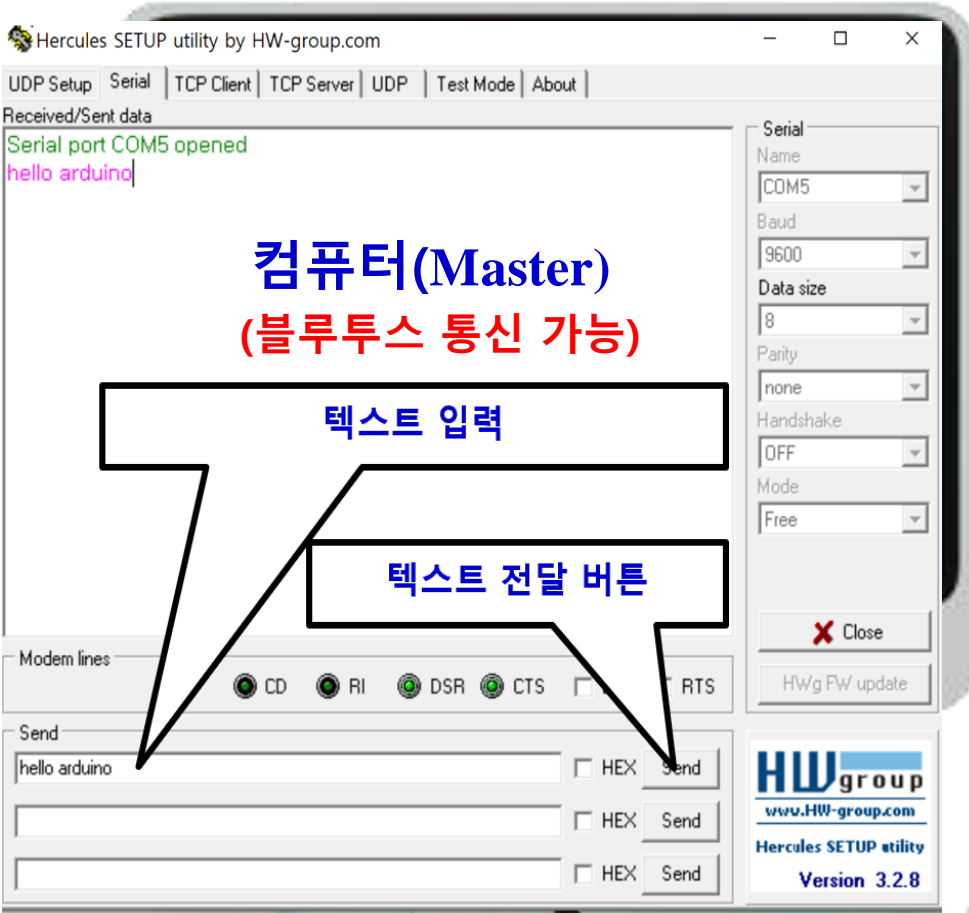 Hercules SETUP utility by HW-group.com
UDP Setup Serial TCP Client TCP Server UDP Test Mode About
Received/Sent data
Serial port COM5 opened
hello arduino
컴퓨터(Master)
(블루투스 통신 가능)
텍스트 입력
텍스트 전달 버튼
Serial
Name
COM5
Baud
9600
Data size
8
Parity
none
Handshake
OFF
Mode
Free
Close
HWg FW update
Modem lines
CD RI DSR CTS RTS
Send
hello arduino HEX Send
HEX Send
HEX Send
HW group
www.HW-group.com
Hercules SETUP utility
Version 3.2.8